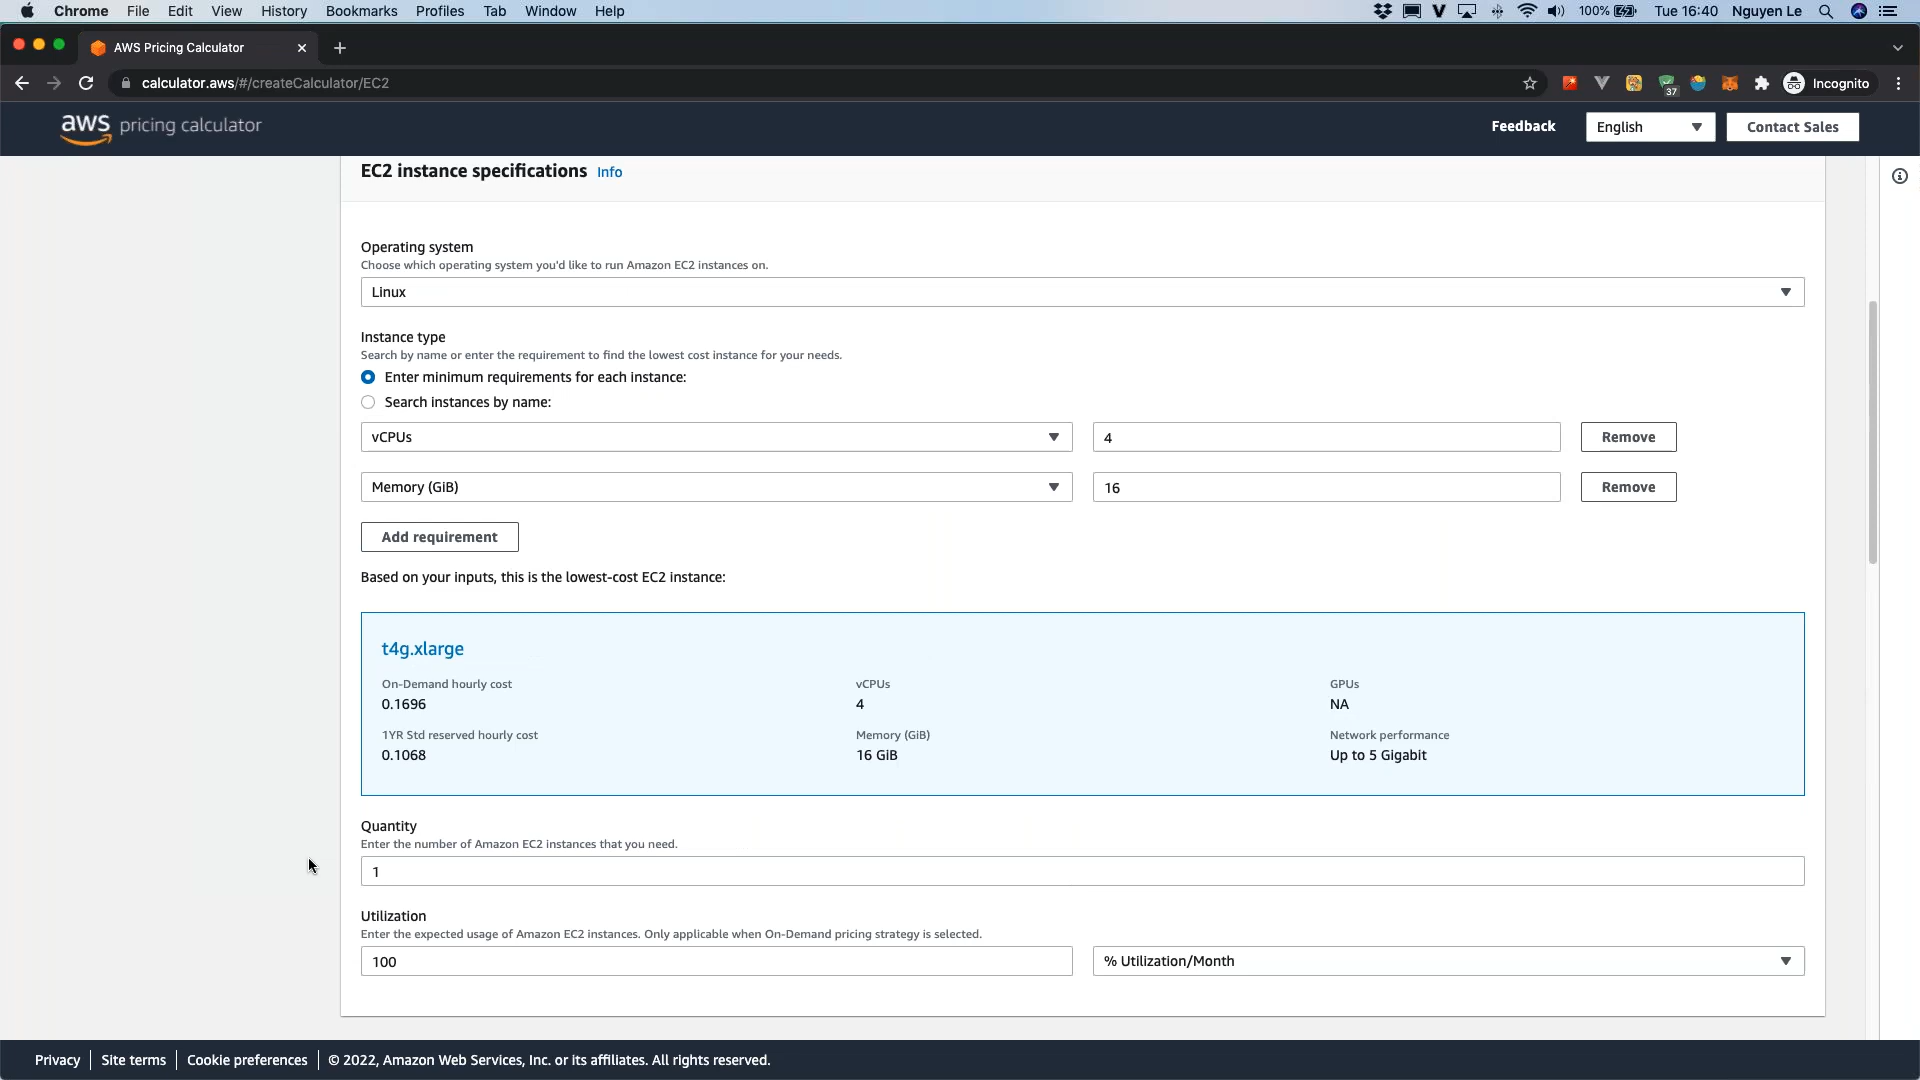 Chrome File Edit View History Bookmarks Profiles Tab Window Help 100% Tue 16:40 Nguyen Le
AWS Pricing Calculator
calculator.aws/#/createCalculator/EC2 37 Incognito
aws pricing calculator Feedback English Contact Sales
EC2 instance specifications Info
Operating system
Choose which operating system you'd like to run Amazon EC2 instances on.
Linux
Instance type
Search by name or enter the requirement to find the lowest cost instance for your needs.
Enter minimum requirements for each instance:
Search instances by name:
vCPUs 4 Remove
Memory (GiB) 16 Remove
Add requirement
Based on your inputs, this is the lowest-cost EC2 instance:
t4g.xlarge
On-Demand hourly cost vCPUs GPUs
0.1696 4 NA
1YR Std reserved hourly cost Memory (GiB) Network performance
0.1068 16 GiB Up to 5 Gigabit
Quantity
Enter the number of Amazon EC2 instances that you need.
1
Utilization
Enter the expected usage of Amazon EC2 instances. Only applicable when On-Demand pricing strategy is selected.
100 % Utilization/Month
Privacy Site terms Cookie preferences © 2022, Amazon Web Services, Inc. or its affiliates. All rights reserved.